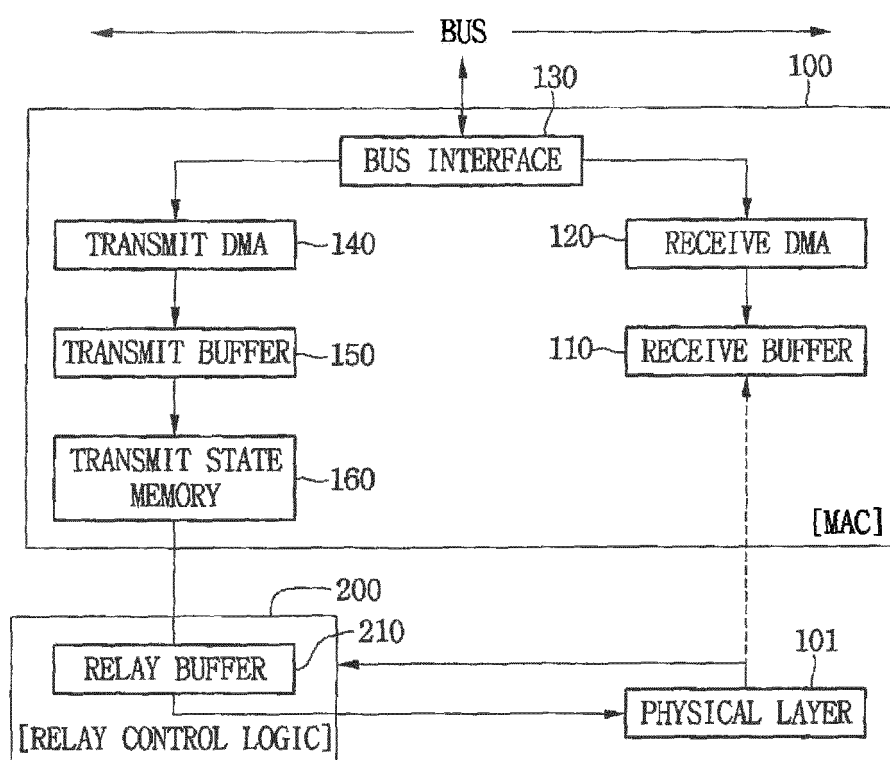 BUS
130
100
BUS INTERFACE
TRANSMIT DMA
140
120
RECEIVE DMA
TRANSMIT BUFFER
150
110
RECEIVE BUFFER
TRANSMIT STATE
MEMORY
160
[MAC]
200
210
RELAY BUFFER
101
PHYSICAL LAYER
[RELAY CONTROL LOGIC]